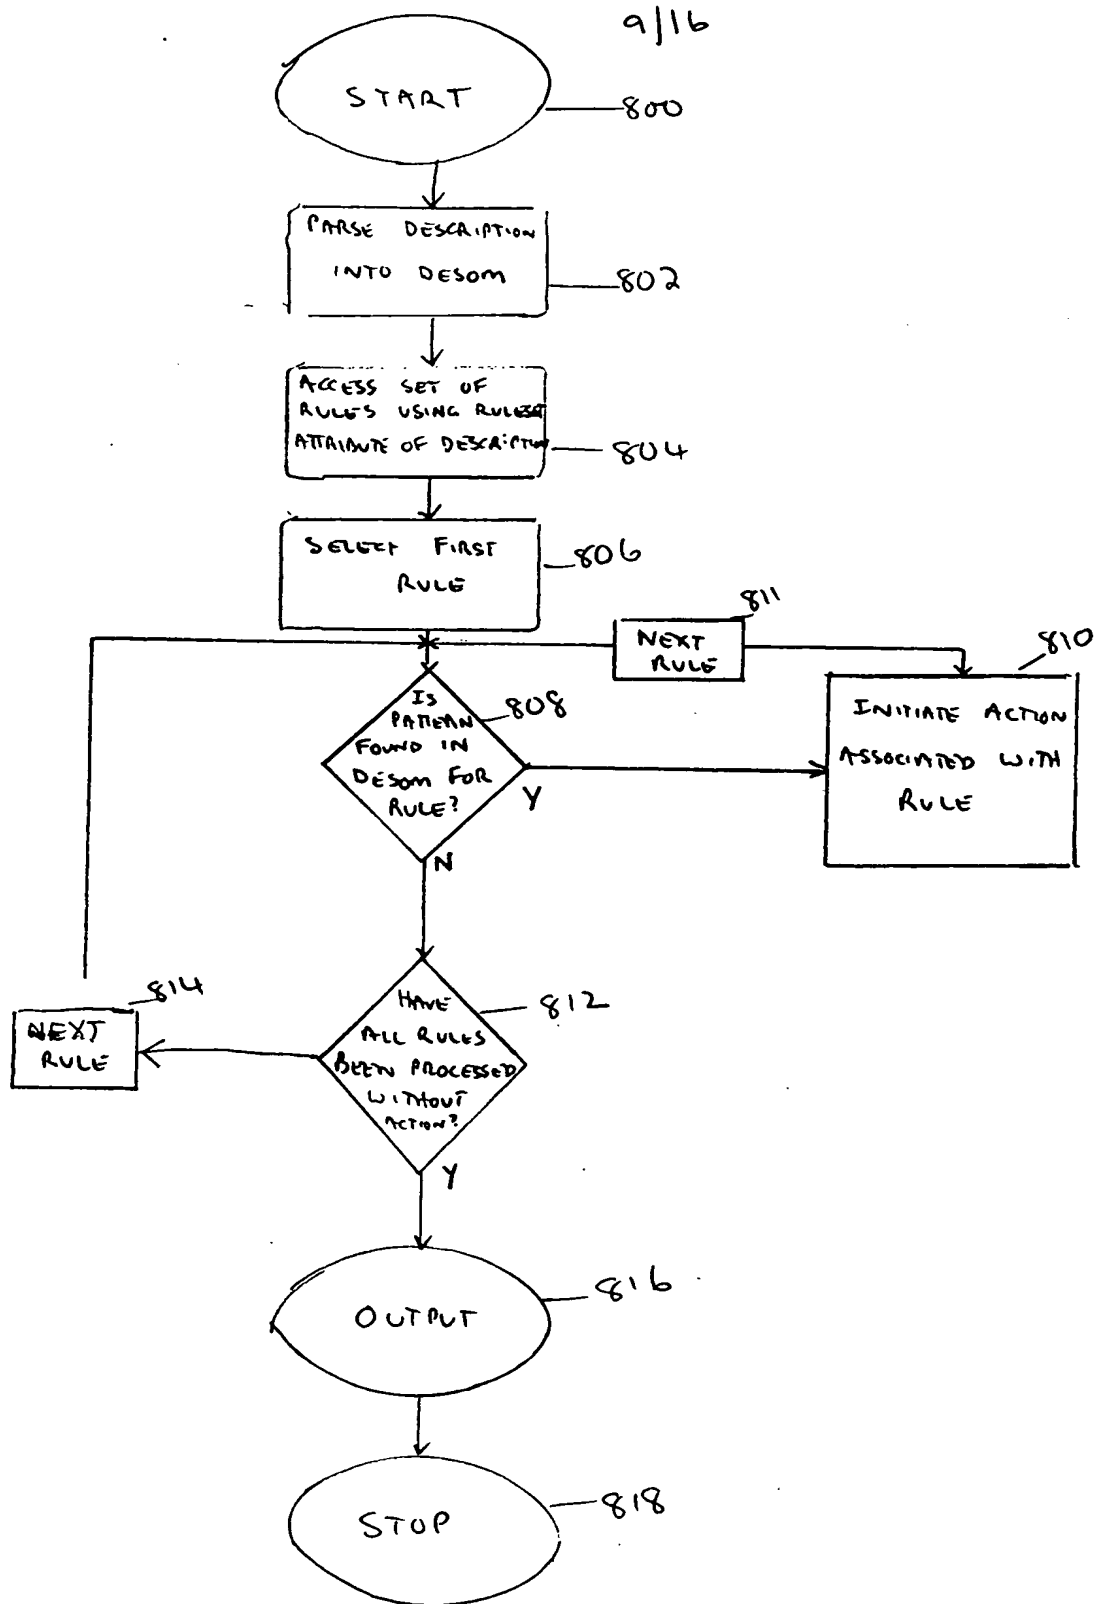 9/16
START
800
PARSE DESCRIPTION
INTO DESOM
802
ACCESS SET OF
RULES USING RULESET
ATTRIBUTE OF DESCRIPTION
804
SELECT FIRST
RULE
806
811
NEXT
RULE
810
INITIATE ACTION
ASSOCIATED WITH
RULE
IS
PATTERN
FOUND IN
DESOM FOR
RULE?
808
Y
N
814
NEXT
RULE
HAVE
ALL RULES
BEEN PROCESSED
WITHOUT
ACTION?
812
Y
OUTPUT
816
STOP
818